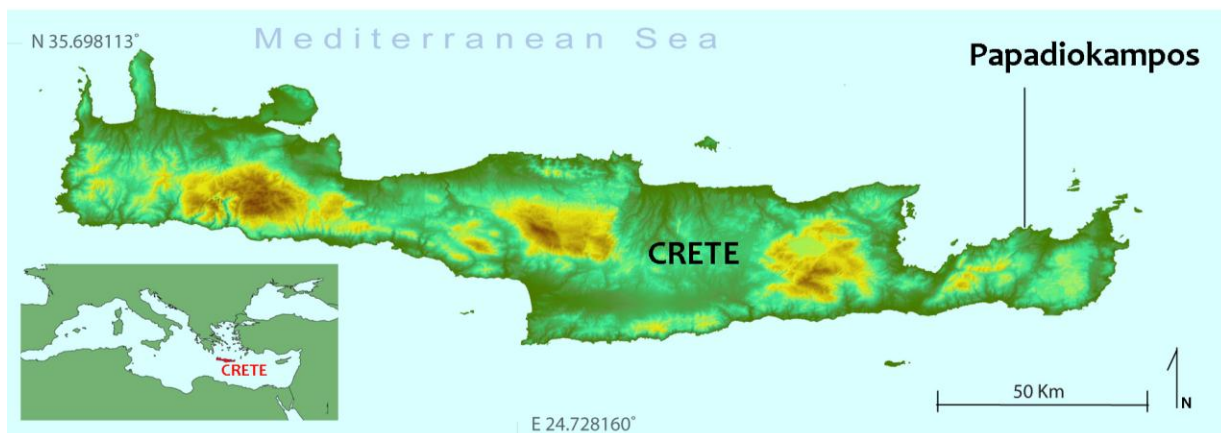 N 35.698113°
Mediterranean Sea
Papadiokampos
CRETE
CRETE
50 Km
N
E 24.728160°